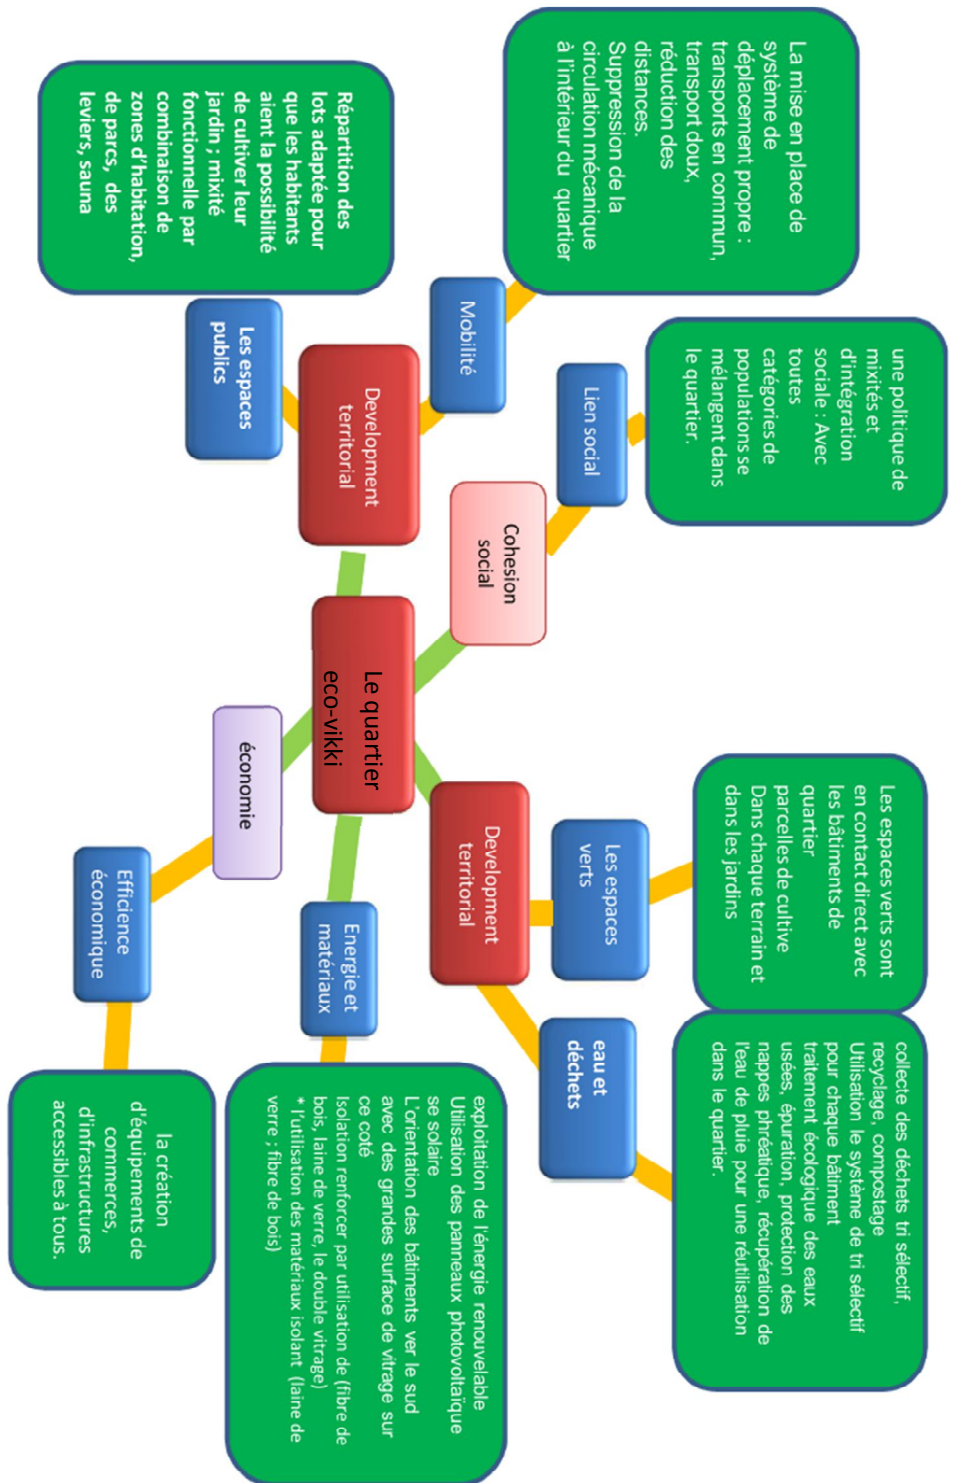 La mise en place de
système de
déplacement propre :
transports en commun,
transport doux,
réduction des
distances.
Suppression de la
circulation mécanique
à l'intérieur du quartier
une politique de
mixités et
d'intégration
sociale : Avec
toutes
catégories de
populations se
mélangent dans
le quartier.
Les espaces verts sont
en contact direct avec
les bâtiments de
quartier
parcelles de cultive
Dans chaque terrain et
dans les jardins
collecte des déchets tri sélectif,
recyclage, compostage
Utilisation le système de tri sélectif
pour chaque bâtiment
traitement écologique des eaux
usées, épuration, protection des
nappes phréatique, récupération de
l'eau de pluie pour une réutilisation
dans le quartier.
Mobilité
Lien social
Les espaces
verts
eau et
déchets
Cohesion
social
Development
territorial
Development
territorial
Le quartier
eco-vikki
Répartition des
lots adaptée pour
que les habitants
aient la possibilité
de cultiver leur
jardin ; mixité
fonctionnelle par
combinaison de
zones d'habitation,
de parcs, des
leviers, sauna
Les espaces
publics
économie
Energie et
matériaux
Efficience
économique
exploitation de l'énergie renouvelable
Utilisation des panneaux photovoltaïque
se solaire
L'orientation des bâtiments ver le sud
avec des grandes surface de vitrage sur
ce coté
Isolation renforcer par utilisation de (fibre de
bois, laine de verre, le double vitrage)
* l'utilisation des matériaux isolant (laine de
verre ; fibre de bois)
la création
d'équipements de
commerces,
d'infrastructures
accessibles à tous.